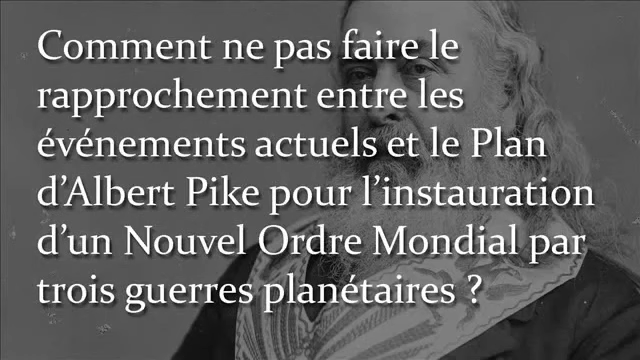 Comment ne pas faire le
rapprochement entre les
événements actuels et le Plan
d’Albert Pike pour l’instauration
d’un Nouvel Ordre Mondial par
trois guerres planétaires ?